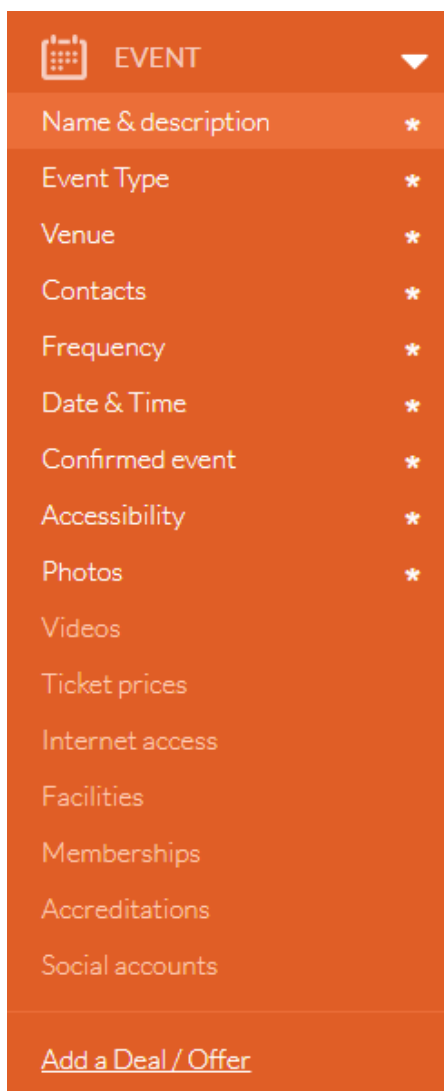 EVENT
Name & description *
Event Type *
Venue *
Contacts *
Frequency *
Date & Time *
Confirmed event *
Accessibility *
Photos *
Videos
Ticket prices
Internet access
Facilities
Memberships
Accreditations
Social accounts
Add a Deal / Offer